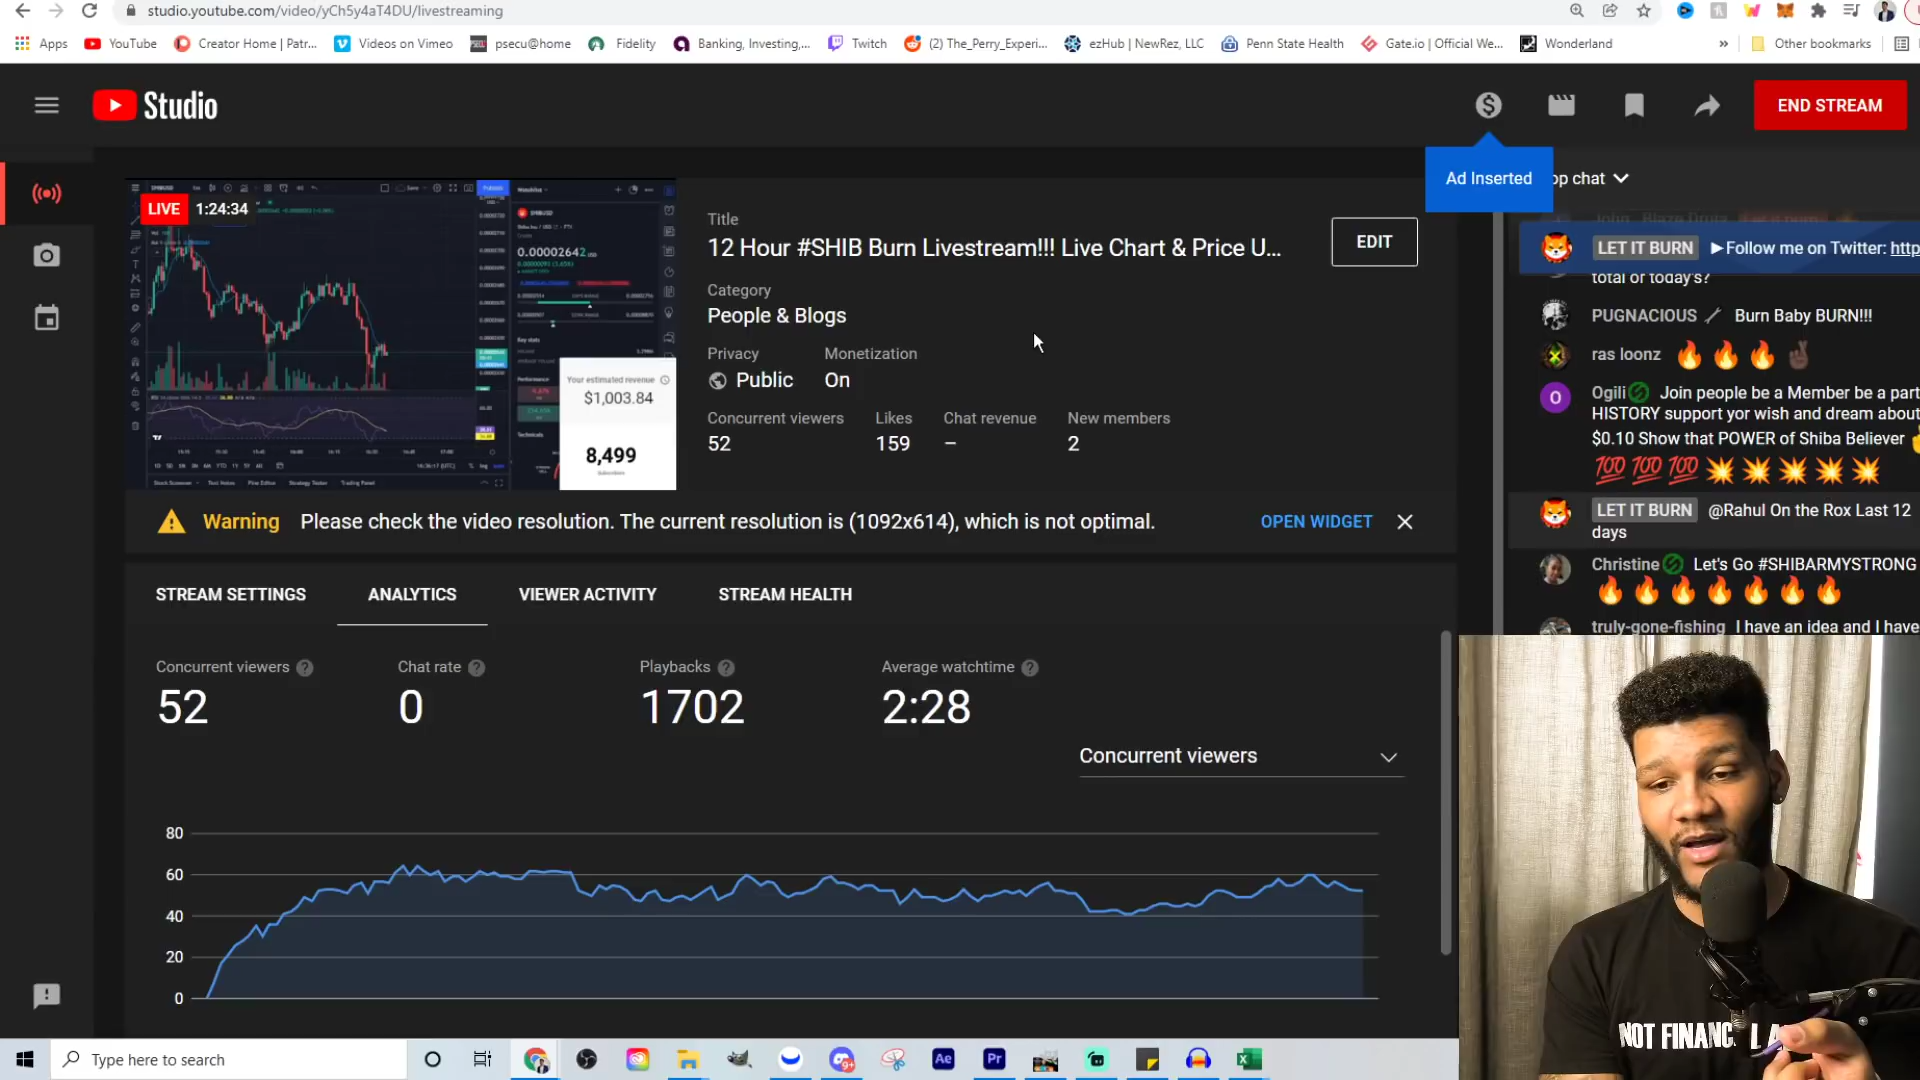 studio.youtube.com/video/yCh5y4aT4DU/livestreaming
Apps YouTube Creator Home | Patr... Videos on Vimeo psecu@home Fidelity Banking, Investing,... Twitch (2) The_Perry_Experi... ezHub | NewRez, LLC Penn State Health Gate.io | Official We... Wonderland » Other bookmarks
Studio
END STREAM
Ad Inserted
op chat
LIVE 1:24:34
0.00002642
Your estimated revenue
$1,003.84
8,499
Title
12 Hour #SHIB Burn Livestream!!! Live Chart & Price U...
EDIT
Category
People & Blogs
Privacy Monetization
Public On
Concurrent viewers Likes Chat revenue New members
52 159 – 2
LET IT BURN ▶Follow me on Twitter: http
total or today's?
PUGNACIOUS Burn Baby BURN!!!
ras loonz
O
Ogili Join people be a Member be a part
HISTORY support yor wish and dream about
$0.10 Show that POWER of Shiba Believer
💯 💯 💯
LET IT BURN @Rahul On the Rox Last 12
days
Christine Let's Go #SHIBARMYSTRONG
truly-gone-fishing I have an idea and I have
Warning Please check the video resolution. The current resolution is (1092x614), which is not optimal.
OPEN WIDGET
STREAM SETTINGS ANALYTICS VIEWER ACTIVITY STREAM HEALTH
Concurrent viewers Chat rate Playbacks Average watchtime
52 0 1702 2:28
Concurrent viewers
80
60
40
20
0
NOT FINANC
Type here to search
Ae
Pr